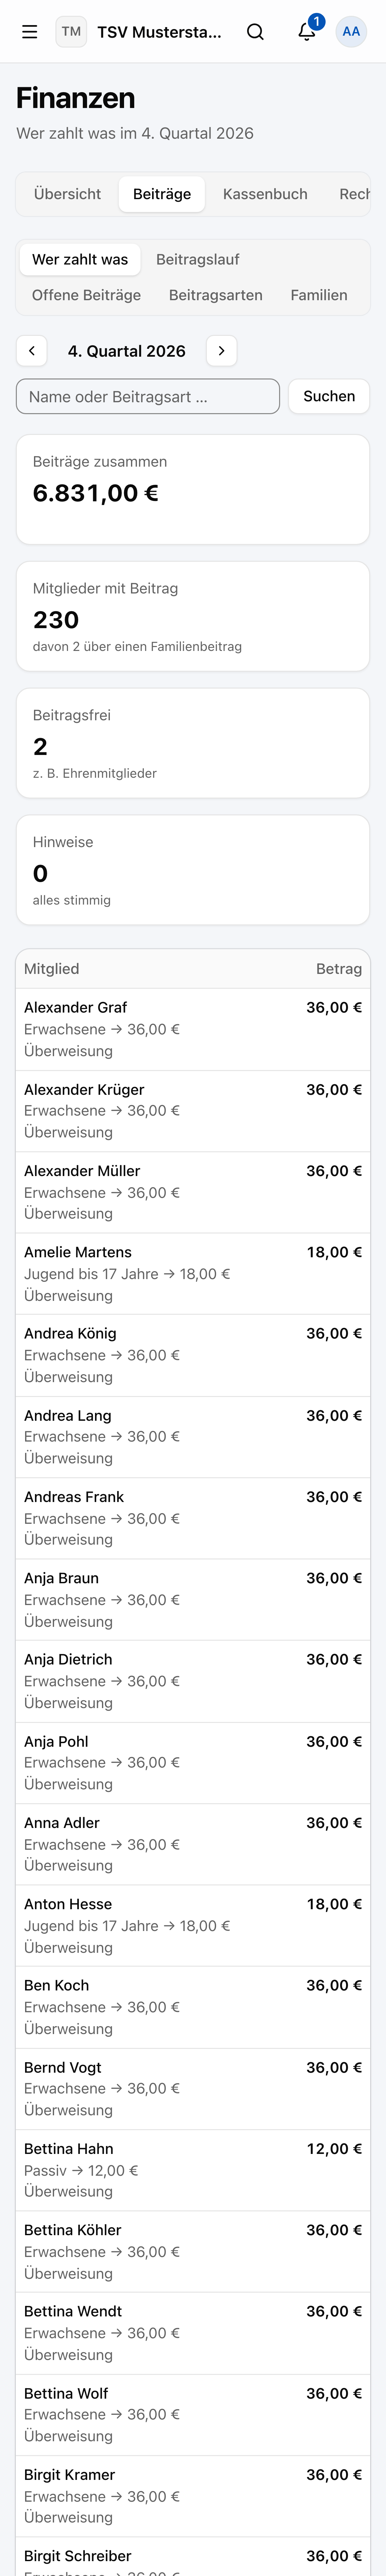 TM TSV Mustersta... 1 AA
Finanzen
Wer zahlt was im 4. Quartal 2026
Übersicht Beiträge Kassenbuch Rech
Wer zahlt was Beitragslauf
Offene Beiträge Beitragsarten Familien
4. Quartal 2026
Name oder Beitragsart ... Suchen
Beiträge zusammen
6.831,00 €
Mitglieder mit Beitrag
230
davon 2 über einen Familienbeitrag
Beitragsfrei
2
z. B. Ehrenmitglieder
Hinweise
0
alles stimmig
Mitglied Betrag
Alexander Graf 36,00 €
Erwachsene → 36,00 €
Überweisung
Alexander Krüger 36,00 €
Erwachsene → 36,00 €
Überweisung
Alexander Müller 36,00 €
Erwachsene → 36,00 €
Überweisung
Amelie Martens 18,00 €
Jugend bis 17 Jahre → 18,00 €
Überweisung
Andrea König 36,00 €
Erwachsene → 36,00 €
Überweisung
Andrea Lang 36,00 €
Erwachsene → 36,00 €
Überweisung
Andreas Frank 36,00 €
Erwachsene → 36,00 €
Überweisung
Anja Braun 36,00 €
Erwachsene → 36,00 €
Überweisung
Anja Dietrich 36,00 €
Erwachsene → 36,00 €
Überweisung
Anja Pohl 36,00 €
Erwachsene → 36,00 €
Überweisung
Anna Adler 36,00 €
Erwachsene → 36,00 €
Überweisung
Anton Hesse 18,00 €
Jugend bis 17 Jahre → 18,00 €
Überweisung
Ben Koch 36,00 €
Erwachsene → 36,00 €
Überweisung
Bernd Vogt 36,00 €
Erwachsene → 36,00 €
Überweisung
Bettina Hahn 12,00 €
Passiv → 12,00 €
Überweisung
Bettina Köhler 36,00 €
Erwachsene → 36,00 €
Überweisung
Bettina Wendt 36,00 €
Erwachsene → 36,00 €
Überweisung
Bettina Wolf 36,00 €
Erwachsene → 36,00 €
Überweisung
Birgit Kramer 36,00 €
Erwachsene → 36,00 €
Überweisung
Birgit Schreiber 36,00 €